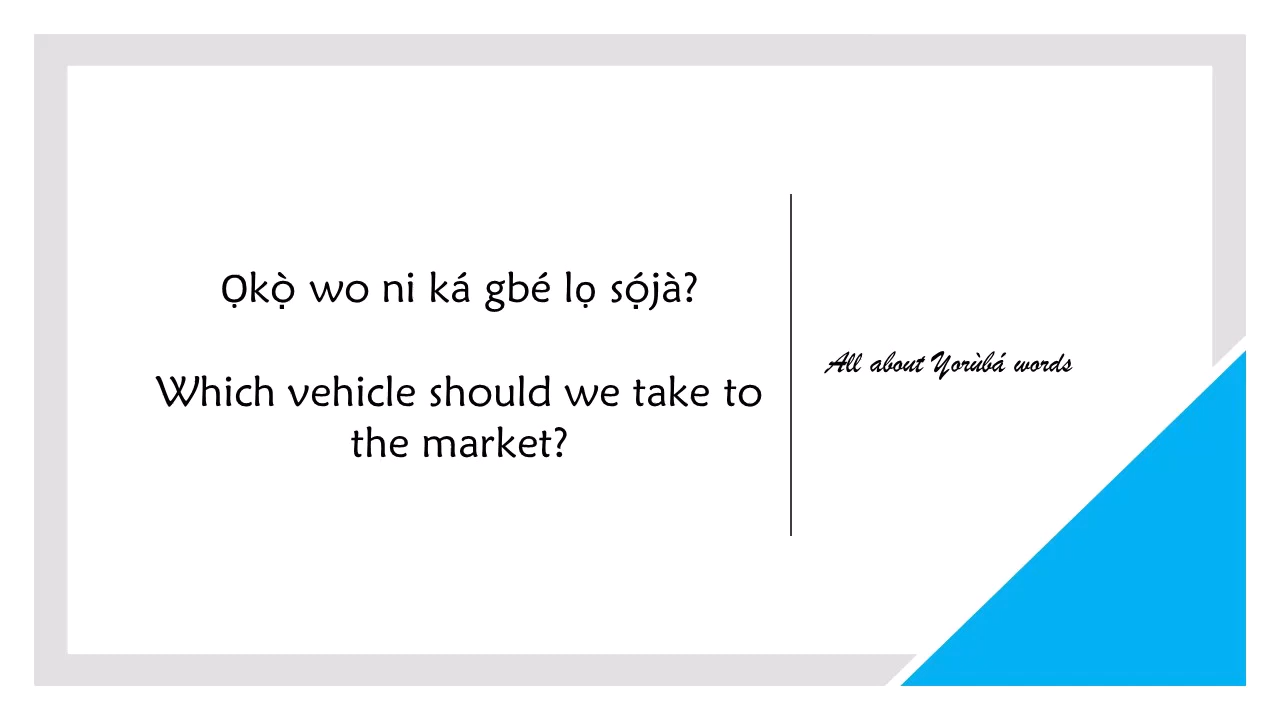 Ọkọ̀ wo ni ká gbé lọ sọ́jà?
Which vehicle should we take to
the market?
All about Yorùbá words